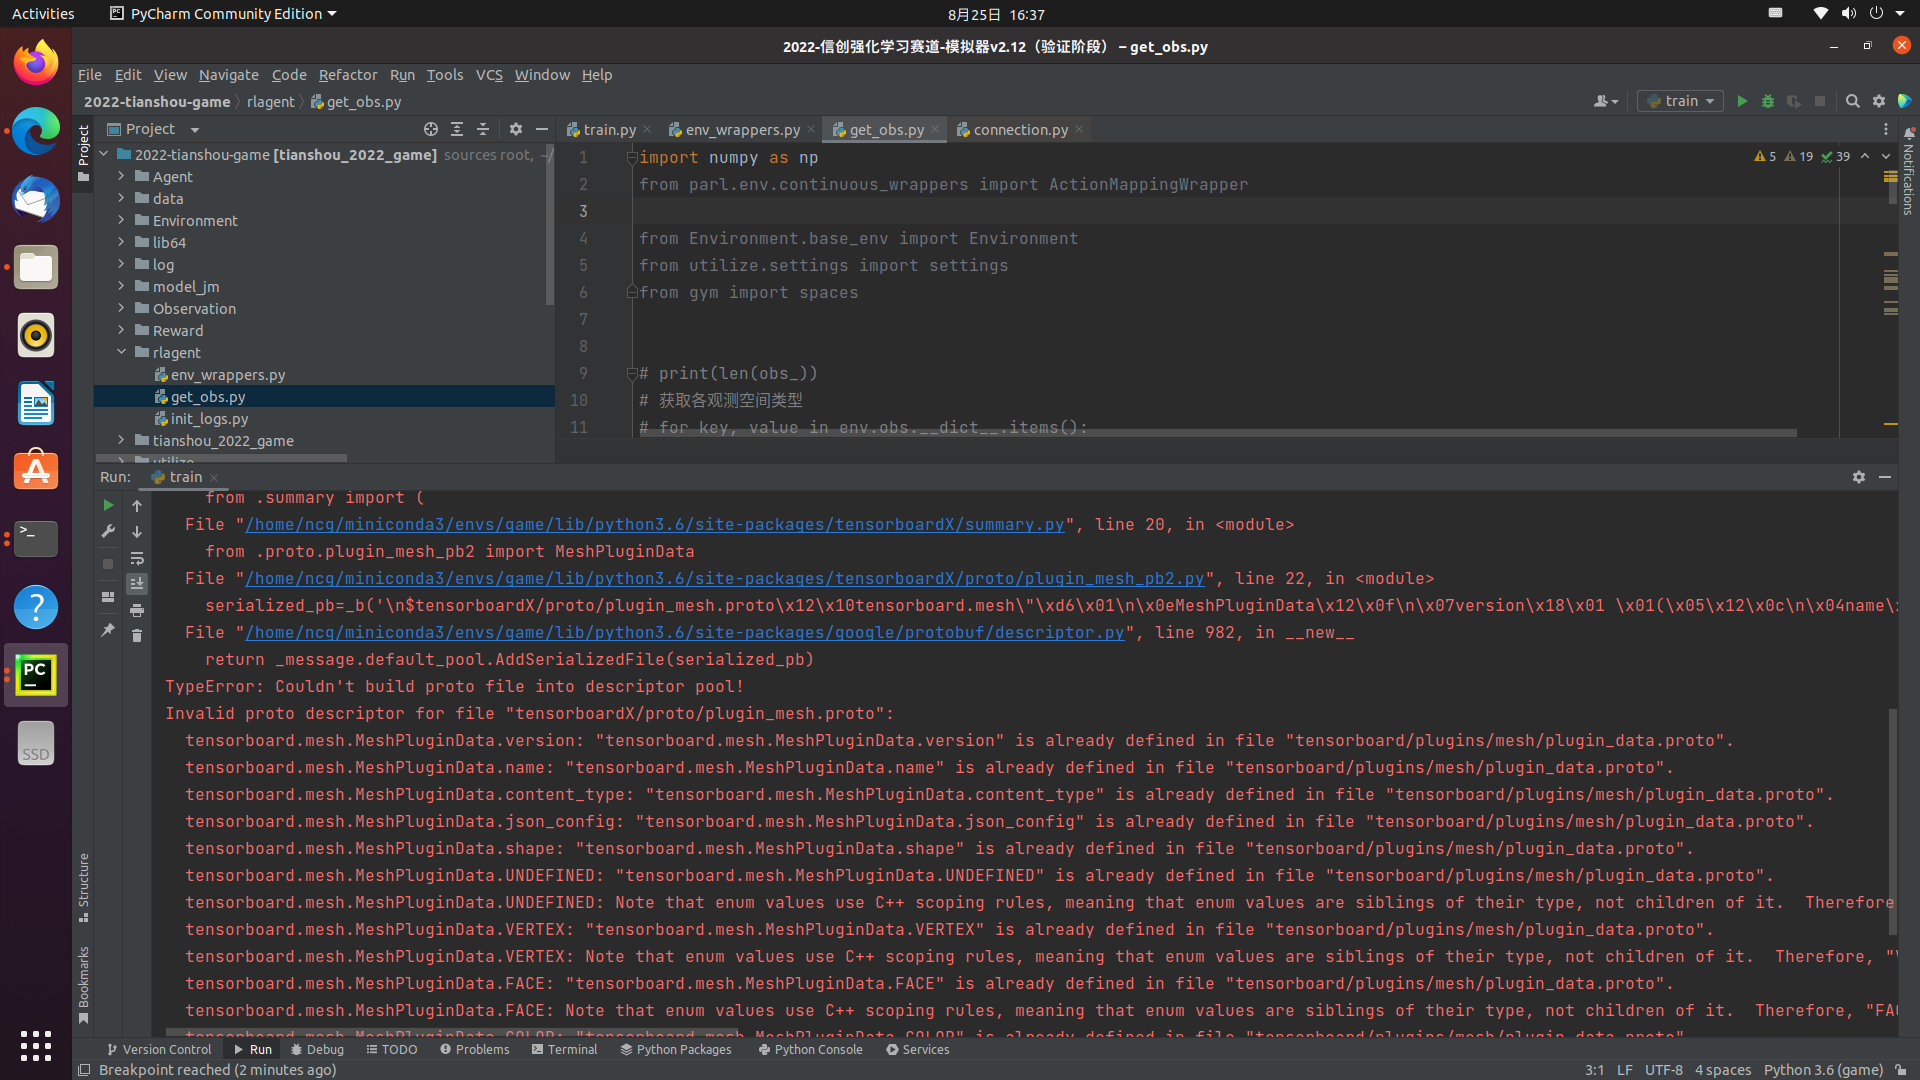 Activities
PyCharm Community Edition
8月25日 16:37
2022-信创强化学习赛道-模拟器v2.12（验证阶段） – get_obs.py
File Edit View Navigate Code Refactor Run Tools VCS Window Help
2022-tianshou-game rlagent get_obs.py
train
Project
Project
train.py
env_wrappers.py
get_obs.py
connection.py
Notifications
2022-tianshou-game [tianshou_2022_game] sources root, ~/
Agent
data
Environment
lib64
log
model_jm
Observation
Reward
rlagent
env_wrappers.py
get_obs.py
init_logs.py
tianshou_2022_game
utilize
5 19 39
1 import numpy as np
2 from parl.env.continuous_wrappers import ActionMappingWrapper
3
4 from Environment.base_env import Environment
5 from utilize.settings import settings
6 from gym import spaces
7
8
9 # print(len(obs_))
10 # 获取各观测空间类型
11 # for key, value in env.obs.__dict__.items():
Run: train
from .summary import (
File "/home/ncg/miniconda3/envs/game/lib/python3.6/site-packages/tensorboardX/summary.py", line 20, in <module>
from .proto.plugin_mesh_pb2 import MeshPluginData
File "/home/ncg/miniconda3/envs/game/lib/python3.6/site-packages/tensorboardX/proto/plugin_mesh_pb2.py", line 22, in <module>
serialized_pb=_b('\n$tensorboardX/proto/plugin_mesh.proto\x12\x10tensorboard.mesh\"\xd6\x01\n\x0eMeshPluginData\x12\x0f\n\x07version\x18\x01 \x01(\x05\x12\x0c\n\x04name\
File "/home/ncg/miniconda3/envs/game/lib/python3.6/site-packages/google/protobuf/descriptor.py", line 982, in __new__
return _message.default_pool.AddSerializedFile(serialized_pb)
TypeError: Couldn't build proto file into descriptor pool!
Invalid proto descriptor for file "tensorboardX/proto/plugin_mesh.proto":
tensorboard.mesh.MeshPluginData.version: "tensorboard.mesh.MeshPluginData.version" is already defined in file "tensorboard/plugins/mesh/plugin_data.proto".
tensorboard.mesh.MeshPluginData.name: "tensorboard.mesh.MeshPluginData.name" is already defined in file "tensorboard/plugins/mesh/plugin_data.proto".
tensorboard.mesh.MeshPluginData.content_type: "tensorboard.mesh.MeshPluginData.content_type" is already defined in file "tensorboard/plugins/mesh/plugin_data.proto".
tensorboard.mesh.MeshPluginData.json_config: "tensorboard.mesh.MeshPluginData.json_config" is already defined in file "tensorboard/plugins/mesh/plugin_data.proto".
tensorboard.mesh.MeshPluginData.shape: "tensorboard.mesh.MeshPluginData.shape" is already defined in file "tensorboard/plugins/mesh/plugin_data.proto".
tensorboard.mesh.MeshPluginData.UNDEFINED: "tensorboard.mesh.MeshPluginData.UNDEFINED" is already defined in file "tensorboard/plugins/mesh/plugin_data.proto".
tensorboard.mesh.MeshPluginData.UNDEFINED: Note that enum values use C++ scoping rules, meaning that enum values are siblings of their type, not children of it. Therefore
tensorboard.mesh.MeshPluginData.VERTEX: "tensorboard.mesh.MeshPluginData.VERTEX" is already defined in file "tensorboard/plugins/mesh/plugin_data.proto".
tensorboard.mesh.MeshPluginData.VERTEX: Note that enum values use C++ scoping rules, meaning that enum values are siblings of their type, not children of it. Therefore, "V
tensorboard.mesh.MeshPluginData.FACE: "tensorboard.mesh.MeshPluginData.FACE" is already defined in file "tensorboard/plugins/mesh/plugin_data.proto".
tensorboard.mesh.MeshPluginData.FACE: Note that enum values use C++ scoping rules, meaning that enum values are siblings of their type, not children of it. Therefore, "FAC
tensorboard.mesh.MeshPluginData.COLOR: "tensorboard.mesh.MeshPluginData.COLOR" is already defined in file "tensorboard/plugins/mesh/plugin_data.proto".
Structure
Bookmarks
SSD
Version Control Run Debug TODO Problems Terminal Python Packages Python Console Services
Breakpoint reached (2 minutes ago)
3:1 LF UTF-8 4 spaces Python 3.6 (game)